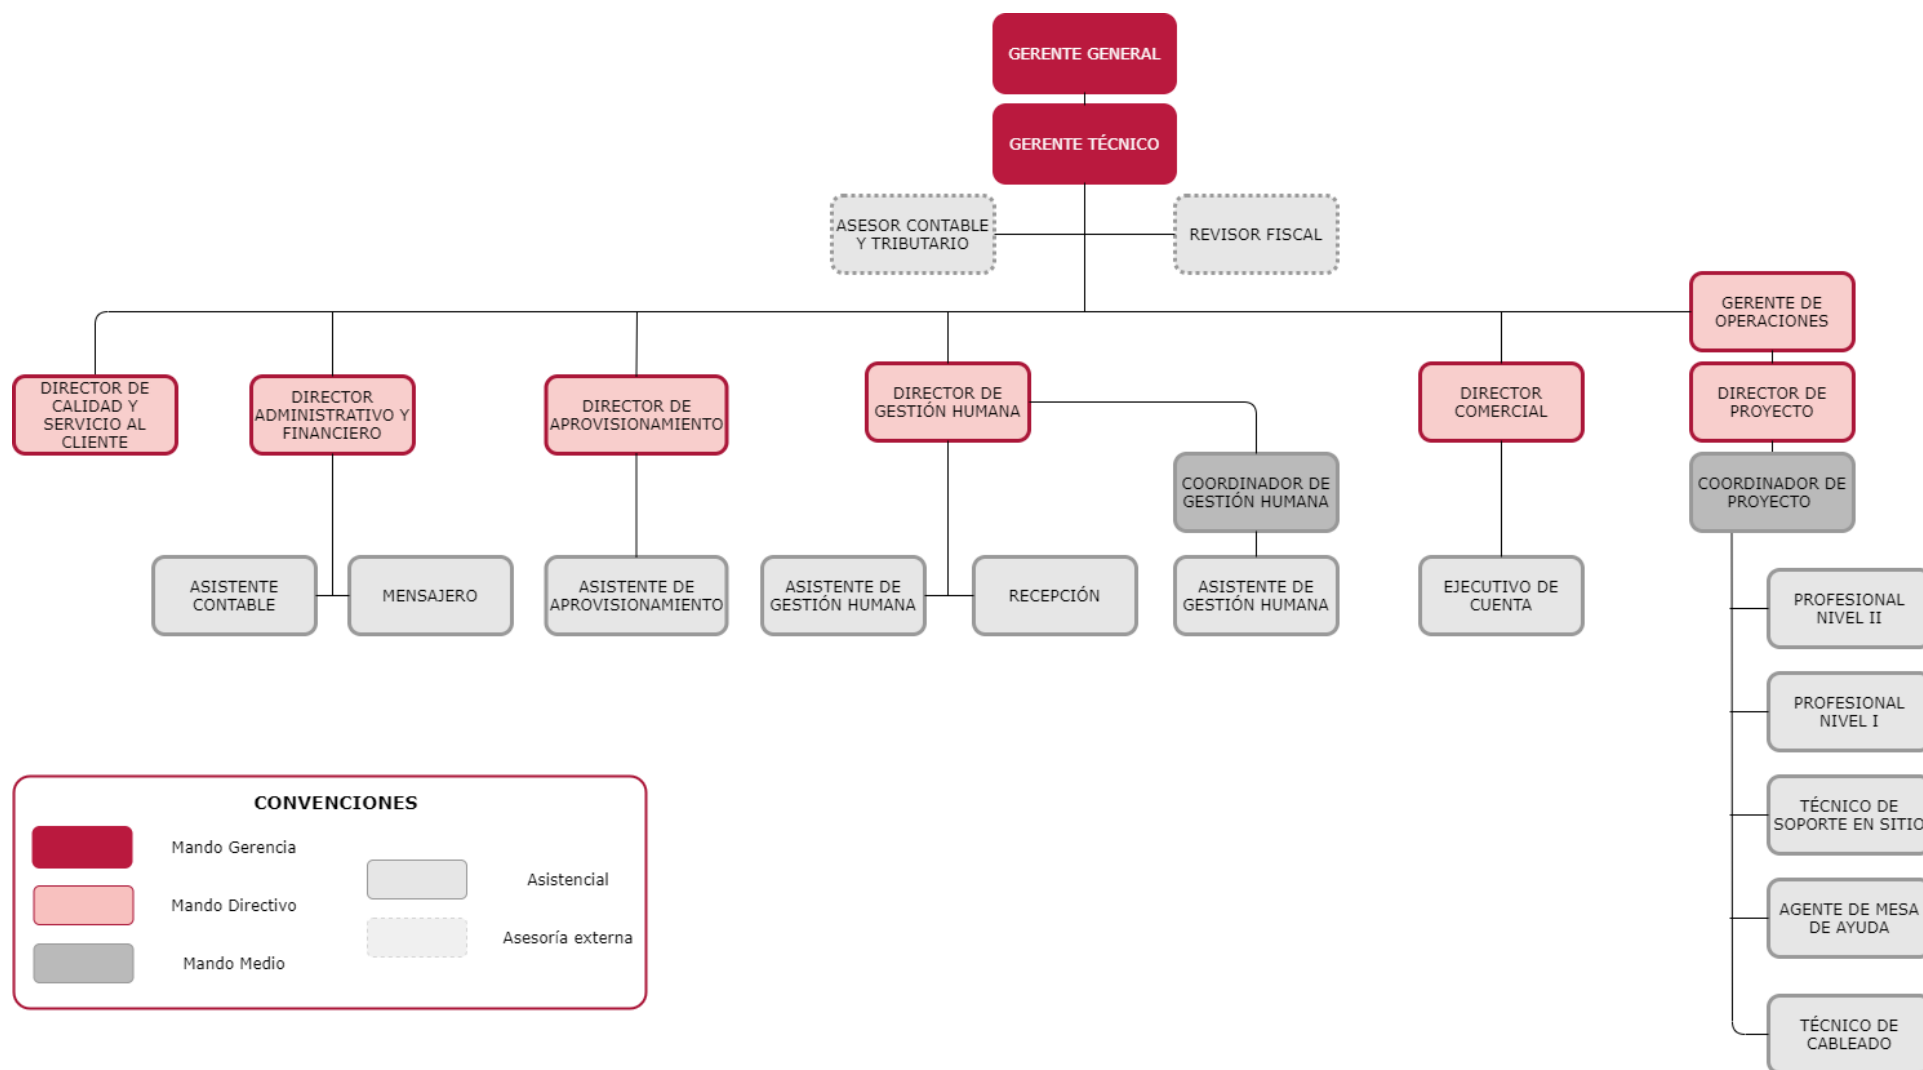 GERENTE GENERAL
GERENTE TÉCNICO
ASESOR CONTABLE
Y TRIBUTARIO
REVISOR FISCAL
GERENTE DE
OPERACIONES
DIRECTOR DE
CALIDAD Y
SERVICIO AL
CLIENTE
DIRECTOR
ADMINISTRATIVO Y
FINANCIERO
DIRECTOR DE
APROVISIONAMIENTO
DIRECTOR DE
GESTIÓN HUMANA
DIRECTOR
COMERCIAL
DIRECTOR DE
PROYECTO
COORDINADOR DE
GESTIÓN HUMANA
COORDINADOR DE
PROYECTO
ASISTENTE
CONTABLE
MENSAJERO
ASISTENTE DE
APROVISIONAMIENTO
ASISTENTE DE
GESTIÓN HUMANA
RECEPCIÓN
ASISTENTE DE
GESTIÓN HUMANA
EJECUTIVO DE
CUENTA
PROFESIONAL
NIVEL II
PROFESIONAL
NIVEL I
TÉCNICO DE
SOPORTE EN SITIO
AGENTE DE MESA
DE AYUDA
TÉCNICO DE
CABLEADO
CONVENCIONES
Mando Gerencia
Mando Directivo
Mando Medio
Asistencial
Asesoría externa